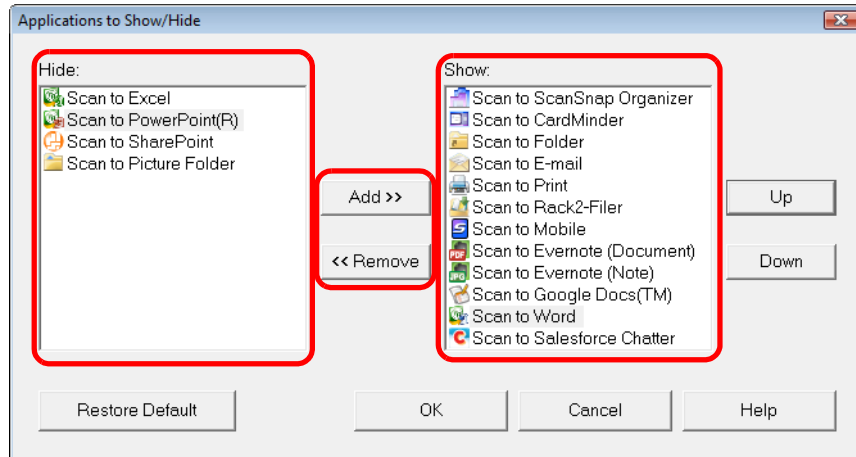 Applications to Show/Hide
Hide:
Scan to Excel
Scan to PowerPoint(R)
Scan to SharePoint
Scan to Picture Folder
Add >>
<< Remove
Show:
Scan to ScanSnap Organizer
Scan to CardMinder
Scan to Folder
Scan to E-mail
Scan to Print
Scan to Rack2-Filer
Scan to Mobile
Scan to Evernote (Document)
Scan to Evernote (Note)
Scan to Google Docs(TM)
Scan to Word
Scan to Salesforce Chatter
Up
Down
Restore Default
OK
Cancel
Help